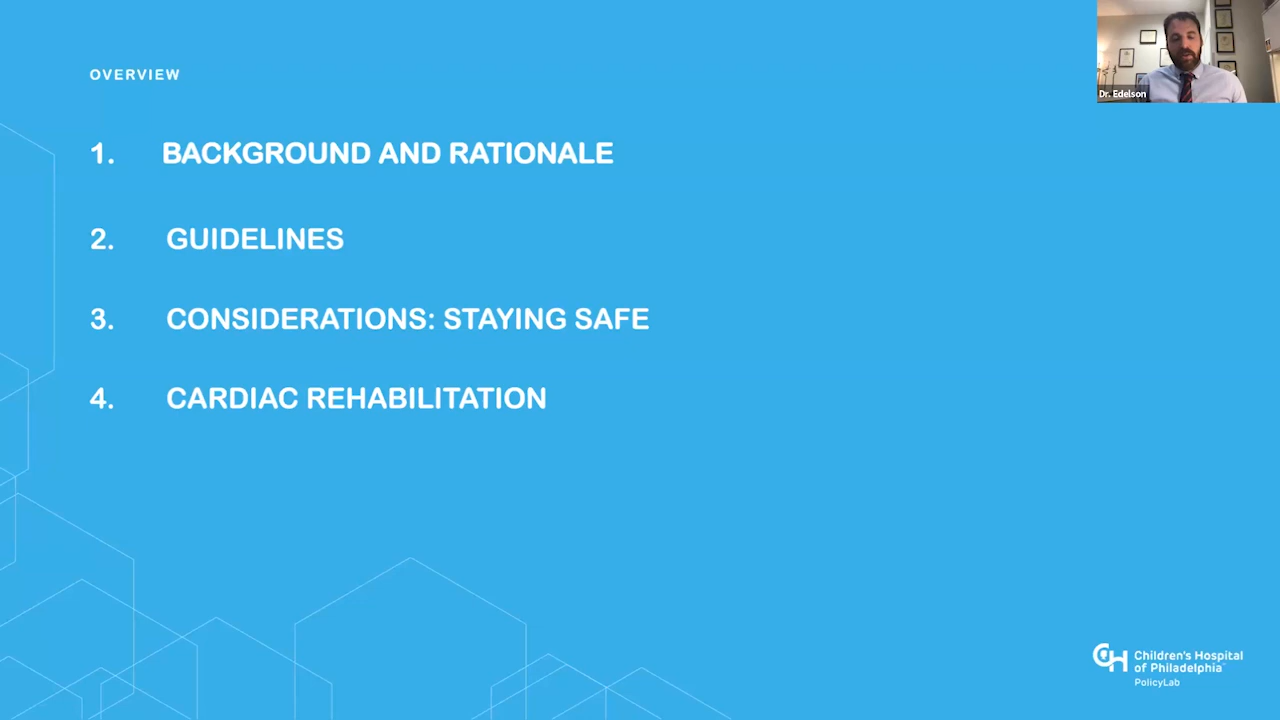 Dr. Edelson
OVERVIEW
1. BACKGROUND AND RATIONALE
2. GUIDELINES
3. CONSIDERATIONS: STAYING SAFE
4. CARDIAC REHABILITATION
CH Children's Hospital
of Philadelphia
PolicyLab